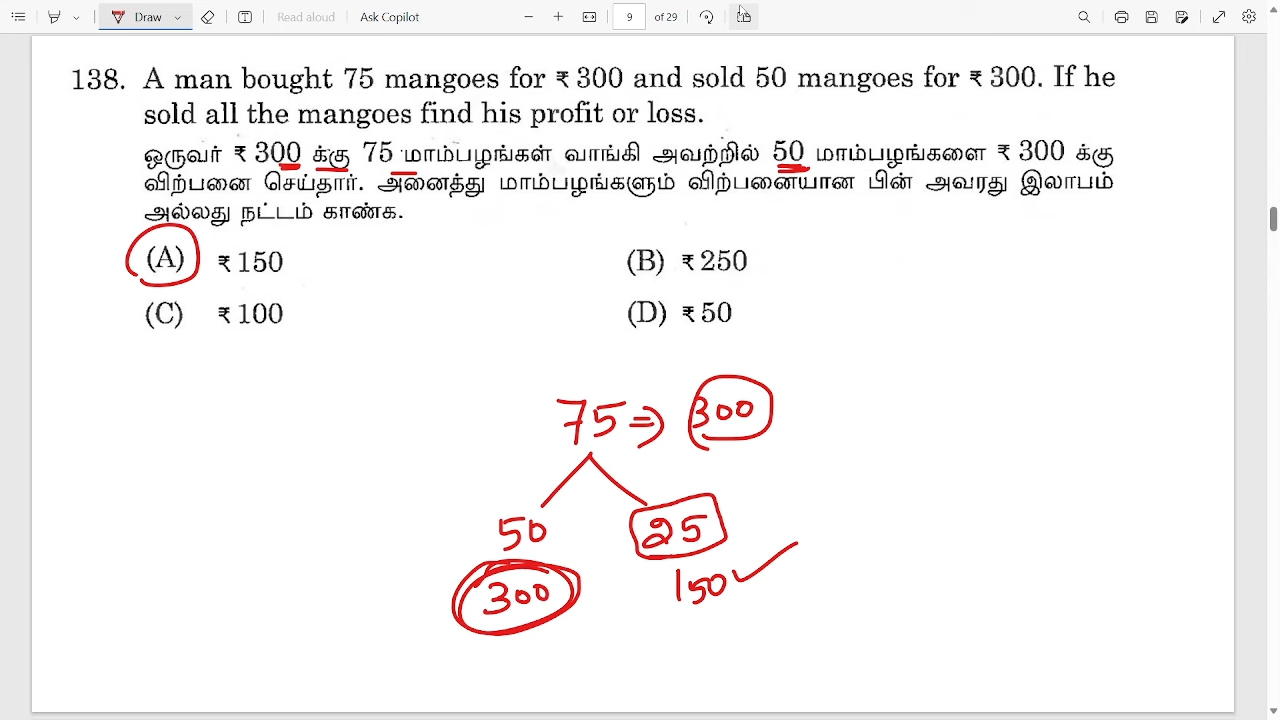 Draw
Read aloud
Ask Copilot
9
of 29
138. A man bought 75 mangoes for ₹ 300 and sold 50 mangoes for ₹ 300. If he
sold all the mangoes find his profit or loss.
ஒருவர் ₹ 300 க்கு 75 மாம்பழங்கள் வாங்கி அவற்றில் 50 மாம்பழங்களை ₹ 300 க்கு
விற்பனை செய்தார். அனைத்து மாம்பழங்களும் விற்பனையான பின் அவரது இலாபம்
அல்லது நட்டம் காண்க.
(A) ₹ 150
(B) ₹ 250
(C) ₹ 100
(D) ₹ 50
75 ⇒ 300
50 25
300 150